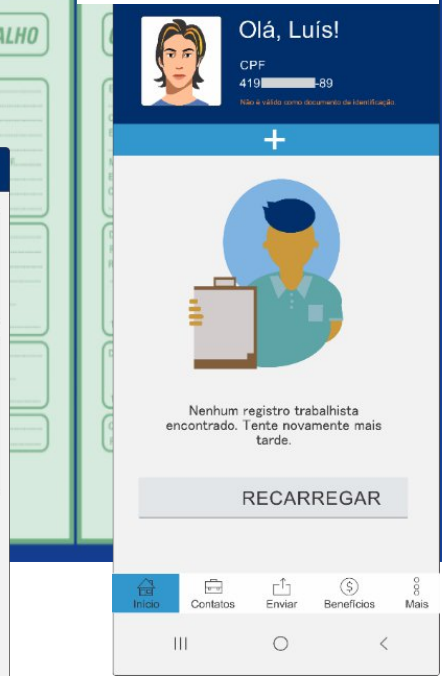 ALHO
Olá, Luís!
CPF
419 -89
Não é válido como documento de identificação
+
Nenhum registro trabalhista
encontrado. Tente novamente mais
tarde.
RECARREGAR
Início Contatos Enviar Benefícios Mais